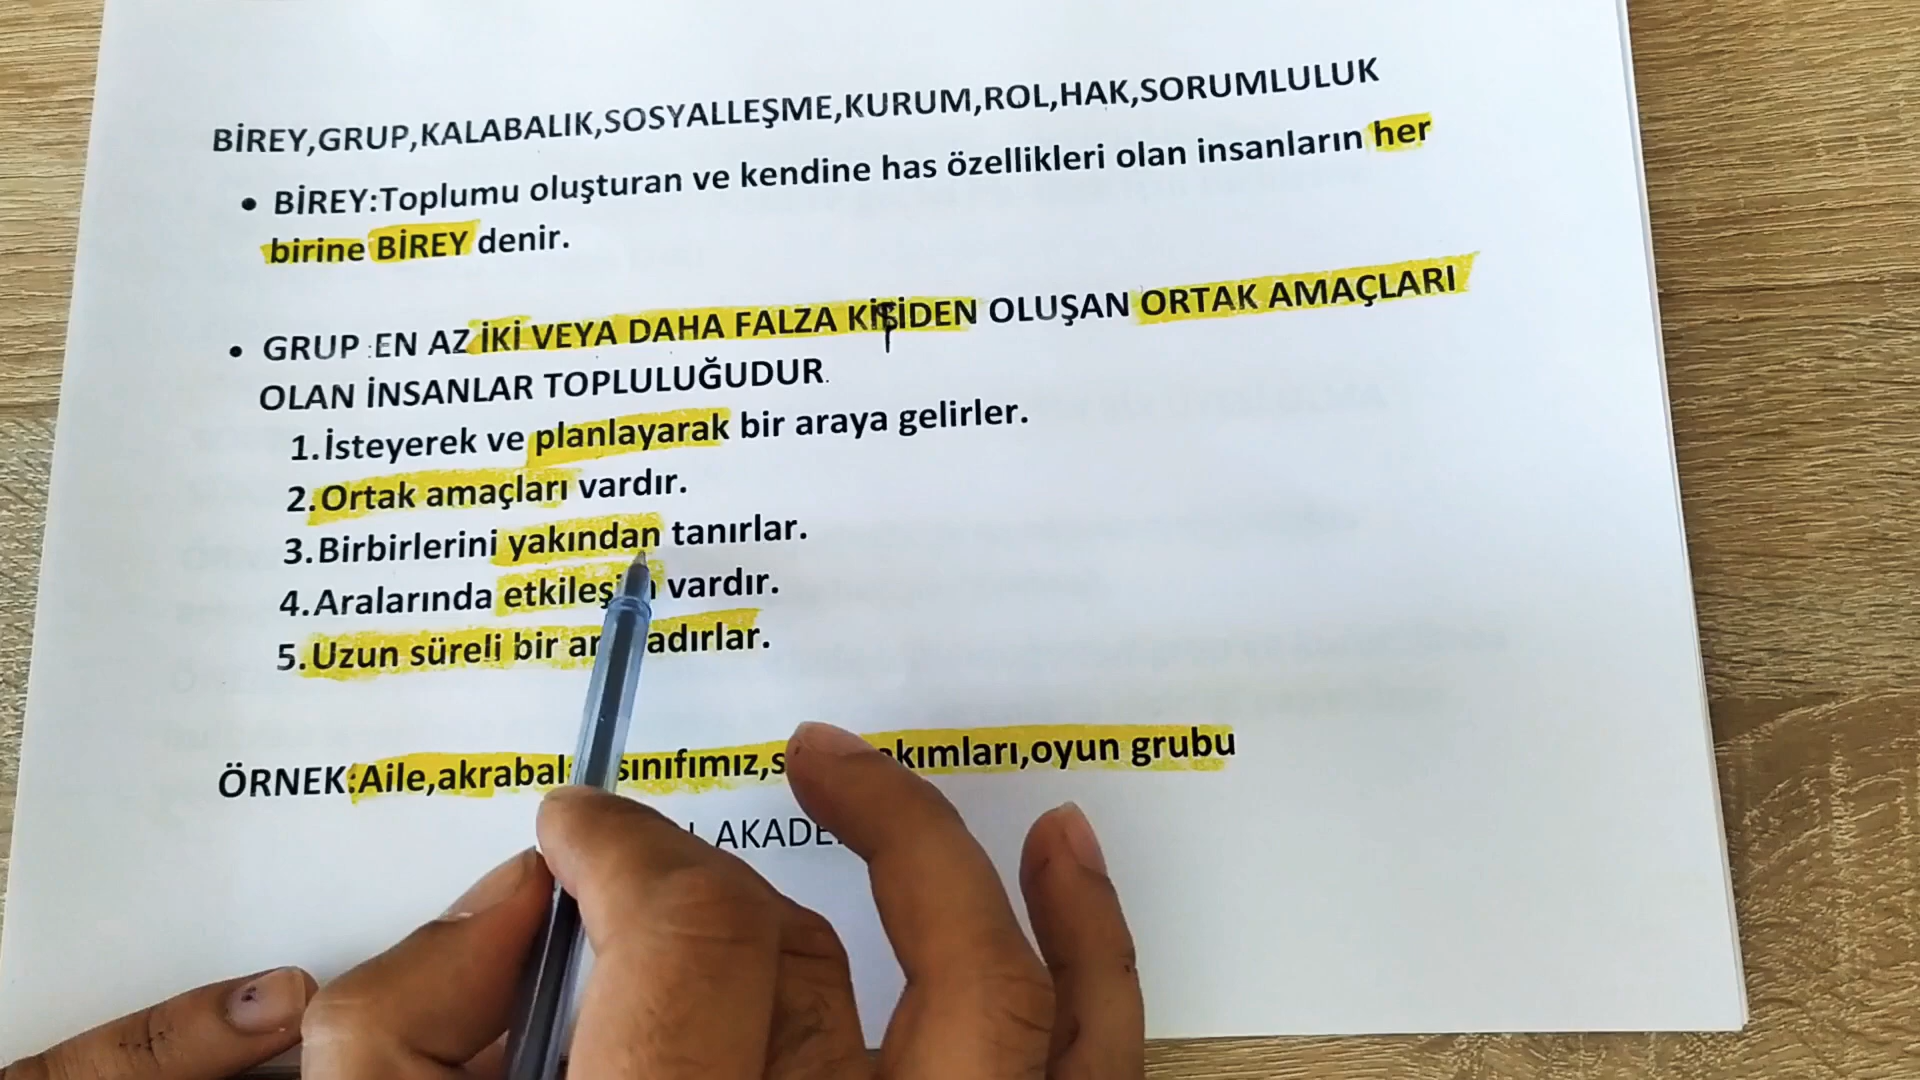 BİREY,GRUP,KALABALIK,SOSYALLEŞME,KURUM,ROL,HAK,SORUMLULUK
• BİREY:Toplumu oluşturan ve kendine has özellikleri olan insanların her
birine BİREY denir.
• GRUP :EN AZ İKİ VEYA DAHA FALZA KİŞİDEN OLUŞAN ORTAK AMAÇLARI
OLAN İNSANLAR TOPLULUĞUDUR.
1.İsteyerek ve planlayarak bir araya gelirler.
2.Ortak amaçları vardır.
3.Birbirlerini yakından tanırlar.
4.Aralarında vardır.
5.Uzun süreli bir
ÖRNEK:Aile, sınıfımız, oyun grubu